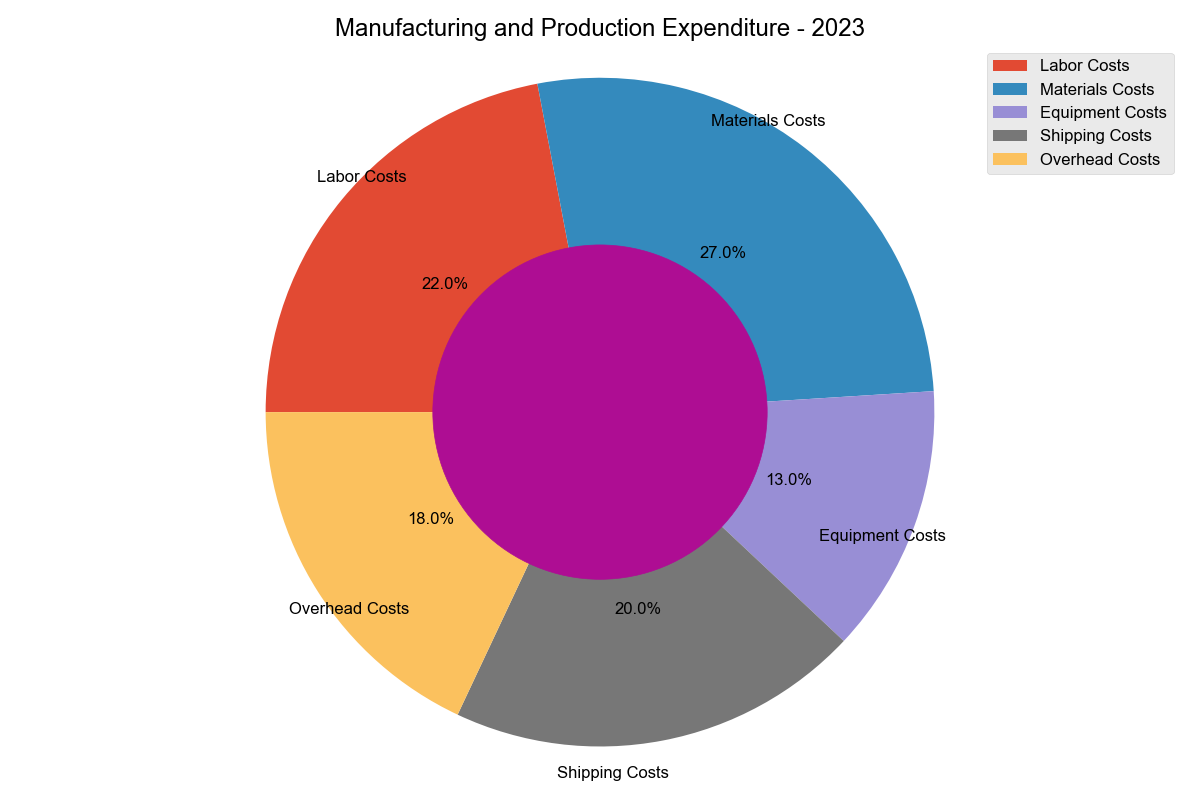 Manufacturing and Production Expenditure - 2023
Labor Costs
Materials Costs
Equipment Costs
Shipping Costs
Overhead Costs
Materials Costs
Labor Costs
27.0%
22.0%
13.0%
18.0%
Equipment Costs
Overhead Costs
20.0%
Shipping Costs